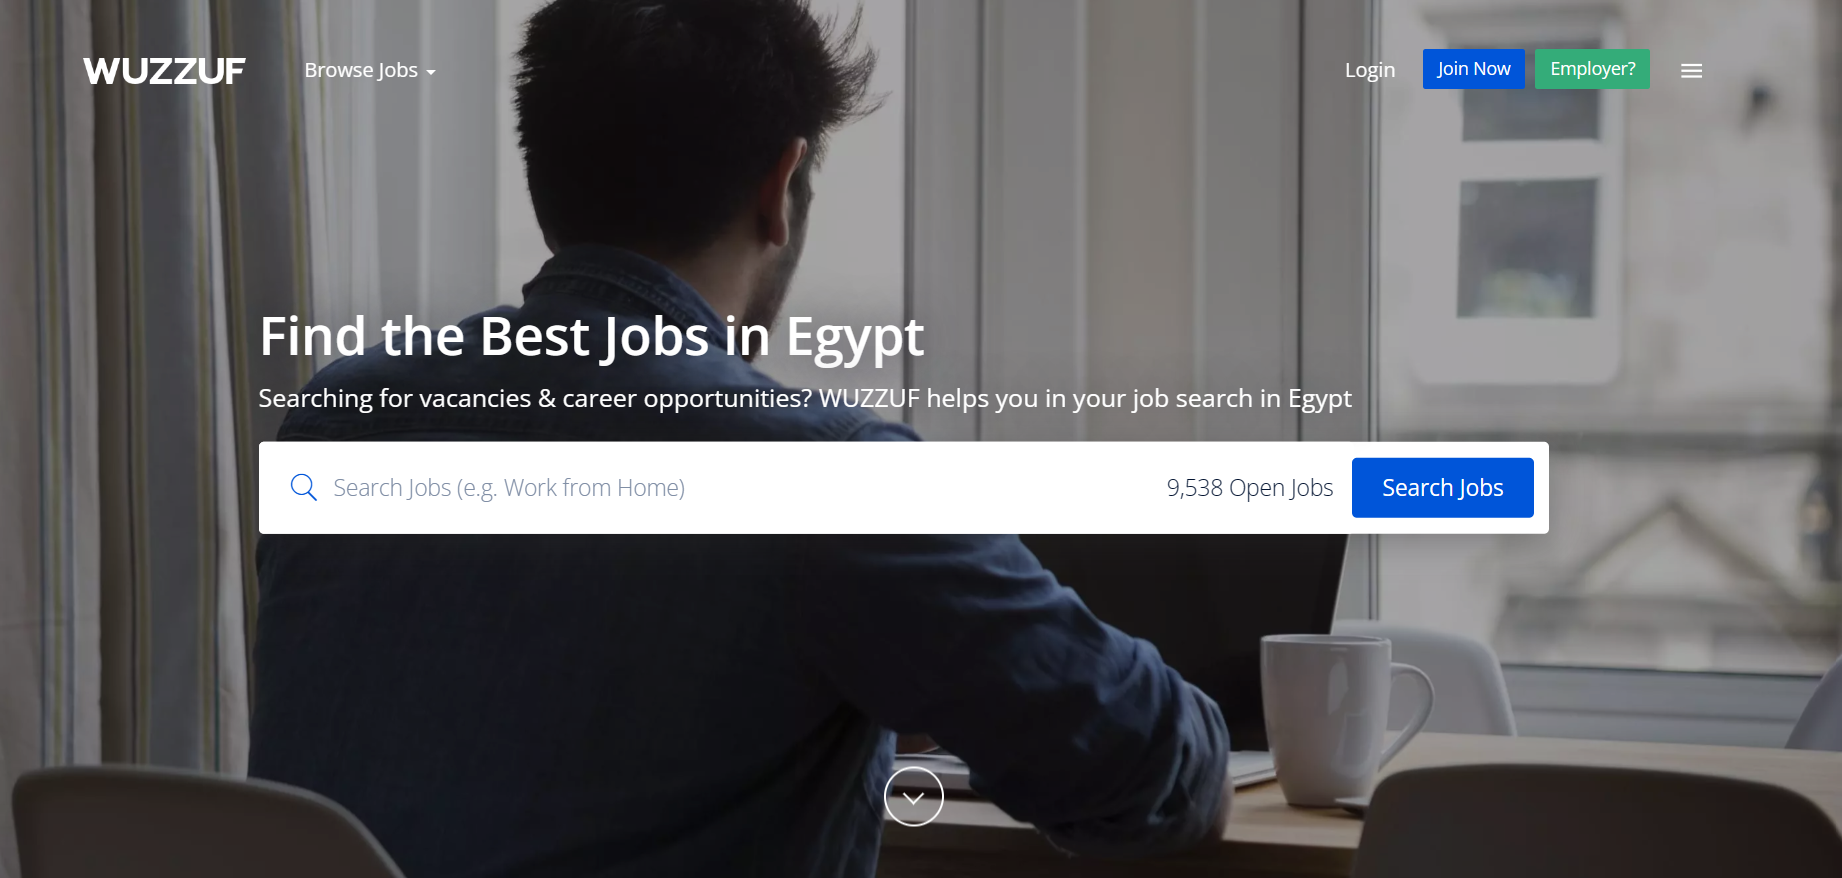 WUZZUF
Browse Jobs
Login
Join Now
Employer?
Find the Best Jobs in Egypt
Searching for vacancies & career opportunities? WUZZUF helps you in your job search in Egypt
Search Jobs (e.g. Work from Home)
9,538 Open Jobs
Search Jobs